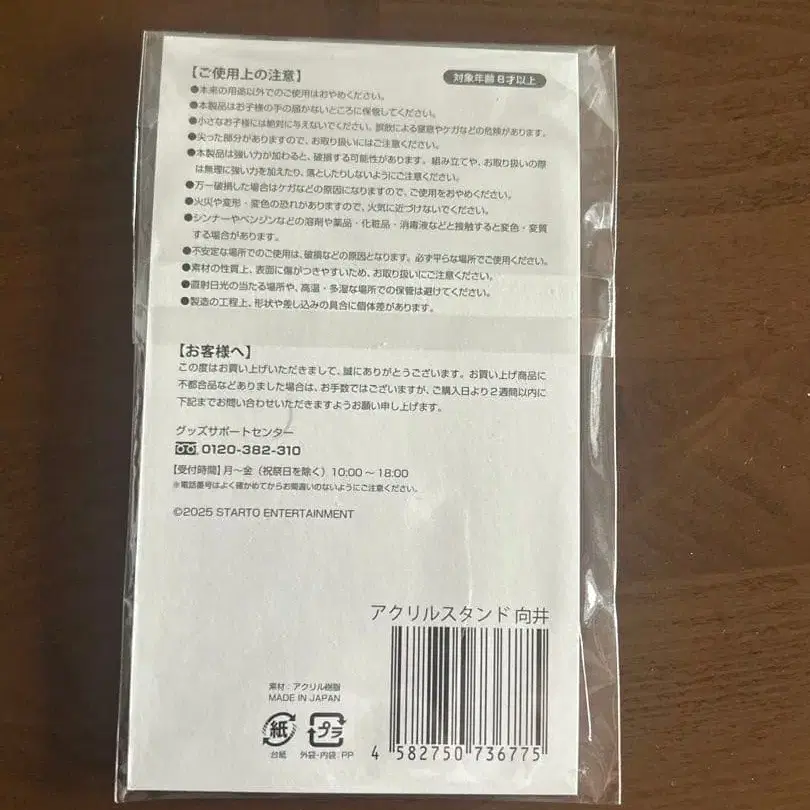 【ご使用上の注意】
対象年齢 8才以上
●本来の用途以外でのご使用はおやめください。
●本製品はお子様の手の届かないところに保管してください。
●小さなお子様には絶対に与えないでください。誤飲による窒息やケガなどの危険があります。
●尖った部分がありますので、お取り扱いにはご注意ください。
●本製品は強い力が加わると、破損する可能性があります。組み立てや、お取り扱いの際
は無理に強い力を加えたり、落としたりしないようにご注意ください。
●万一破損した場合はケガなどの原因になりますので、ご使用をおやめください。
●火災や変形・変色の恐れがありますので、火気に近づけないでください。
●シンナーやベンジンなどの溶剤や薬品・化粧品・消毒液などと接触すると変色・変質
する場合があります。
●不安定な場所でのご使用は、破損などの原因となります。必ず平らな場所でご使用ください。
●素材の性質上、表面に傷がつきやすいため、お取り扱いにご注意ください。
●直射日光の当たる場所や、高温・多湿な場所での保管は避けてください。
●製造の工程上、形状や差し込みの具合に個体差があります。
【お客様へ】
この度はお買い上げいただきまして、誠にありがとうございます。お買い上げ商品に
不都合品などありました場合は、お手数ではございますが、ご購入日より2週間以内に
下記までお問い合わせいただきますようお願い申し上げます。
グッズサポートセンター
0120-382-310
【受付時間】月〜金（祝祭日を除く）10:00〜18:00
※電話番号はよく確かめてからお間違いのないようにご注意ください。
©2025 STARTO ENTERTAINMENT
アクリルスタンド 向井
素材：アクリル樹脂
MADE IN JAPAN
紙
プラ
台紙
外袋・内袋：PP
4 582750 736775